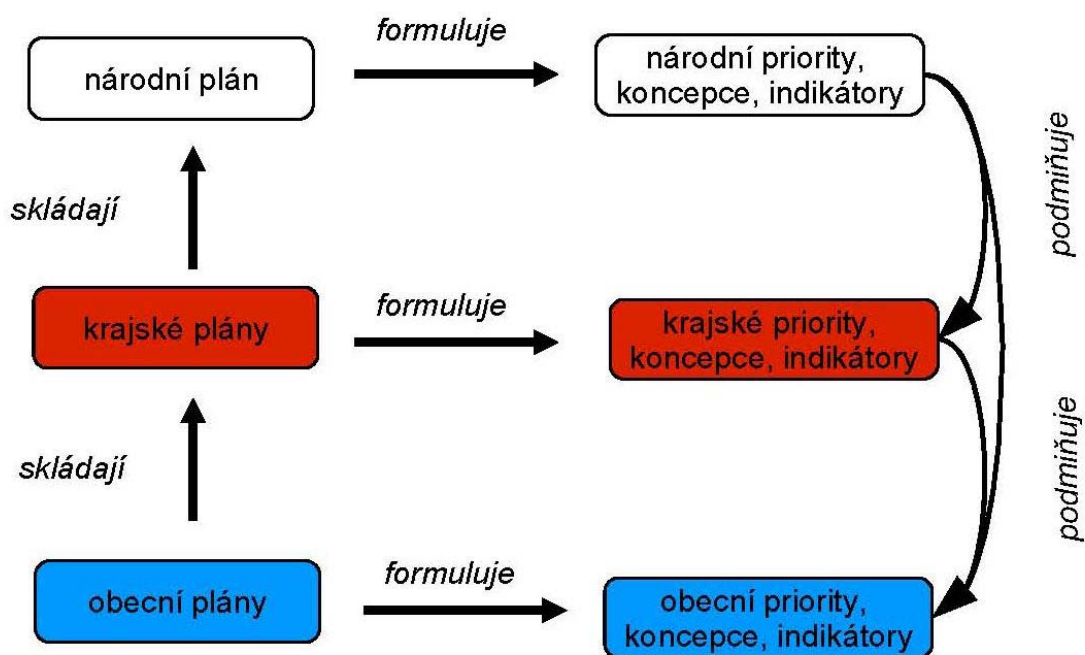 formuluje
národní plán
národní priority,
koncepce, indikátory
podmiňuje
skládají
formuluje
krajské plány
krajské priority,
koncepce, indikátory
podmiňuje
skládají
formuluje
obecní plány
obecní priority,
koncepce, indikátory